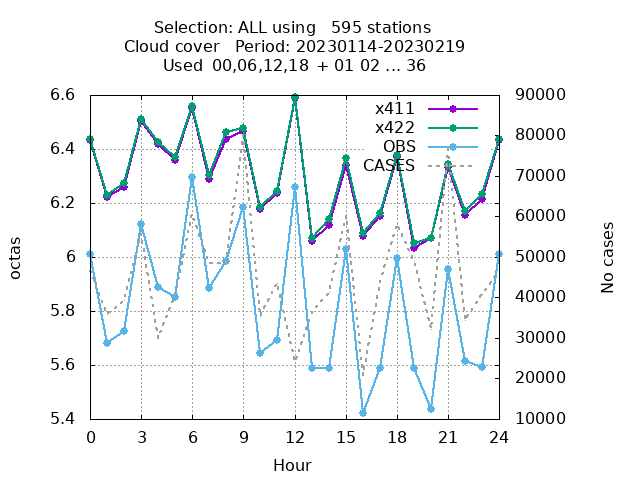 Selection: ALL using   595 stations
Cloud cover   Period: 20230114-20230219
Used  00,06,12,18  + 01 02 ... 36
6.6
6.4
6.2
6
5.8
5.6
5.4
90000
80000
70000
60000
50000
40000
30000
20000
10000
x411
x422
OBS
CASES
octas
No cases
0 3 6 9 12 15 18 21 24
Hour